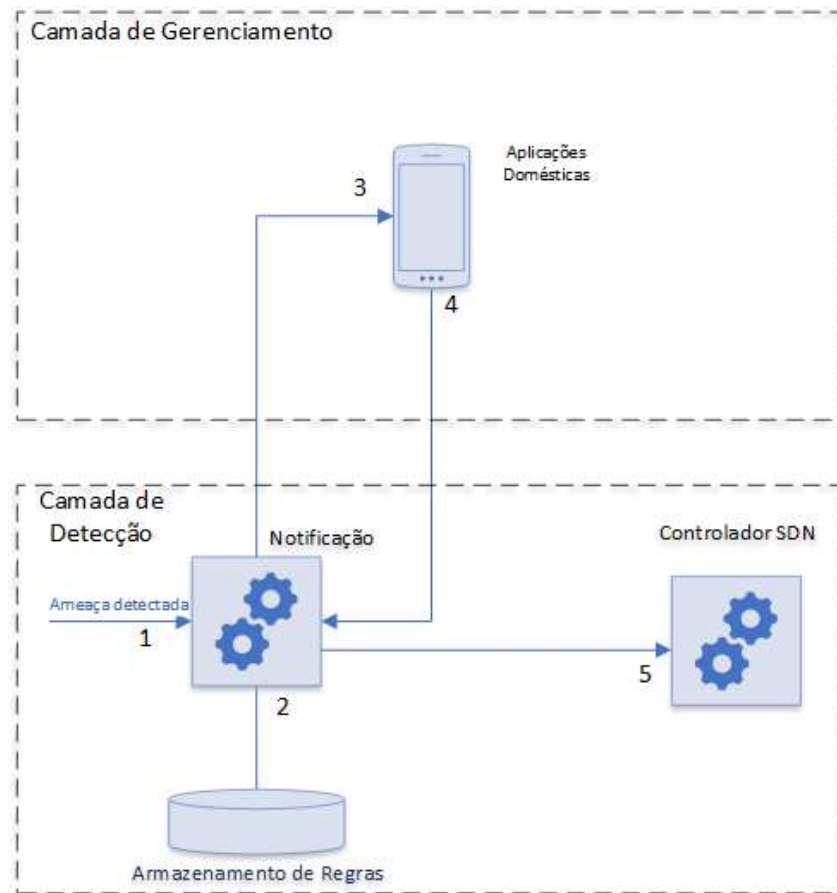 Camada de Gerenciamento
Aplicações
Domésticas
3
4
Camada de
Detecção
Notificação
Controlador SDN
Ameaça detectada
1
5
2
Armazenamento de Regras